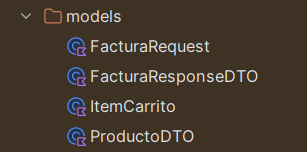 models
FacturaRequest
FacturaResponseDTO
ItemCarrito
ProductoDTO